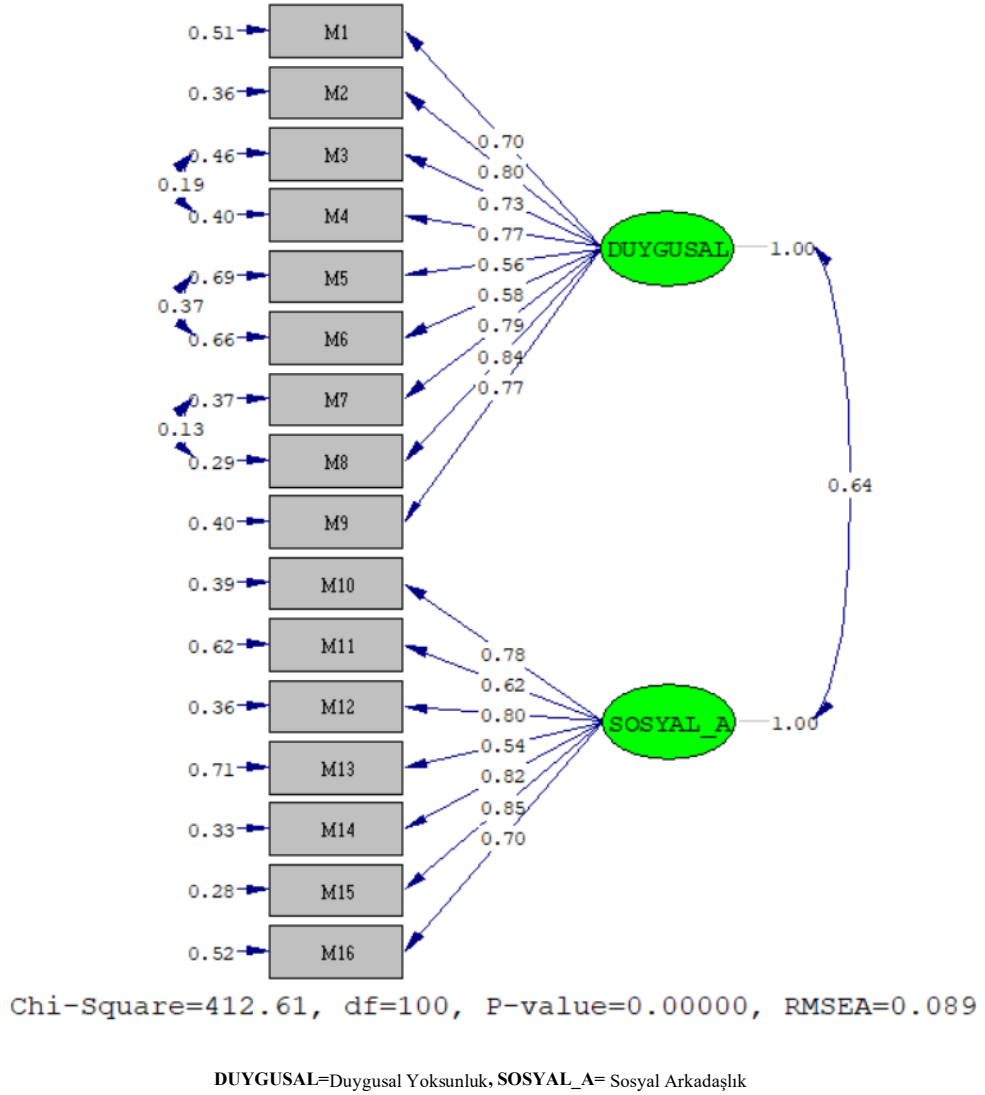 0.51 M1
0.36 M2
0.70
0.46 M3
0.80
0.19
0.73
0.40 M4
0.77
DUYGUSAL 1.00
0.56
0.69 M5
0.58
0.37
0.79
0.66 M6
0.84
0.77
0.37 M7
0.13
0.29 M8
0.64
0.40 M9
0.39 M10
0.62 M11
0.78
0.62
0.36 M12
0.80
SOSYAL_A 1.00
0.54
0.71 M13
0.82
0.85
0.33 M14
0.70
0.28 M15
0.52 M16
Chi-Square=412.61, df=100, P-value=0.00000, RMSEA=0.089
DUYGUSAL=Duygusal Yoksunluk, SOSYAL_A= Sosyal Arkadaşlık